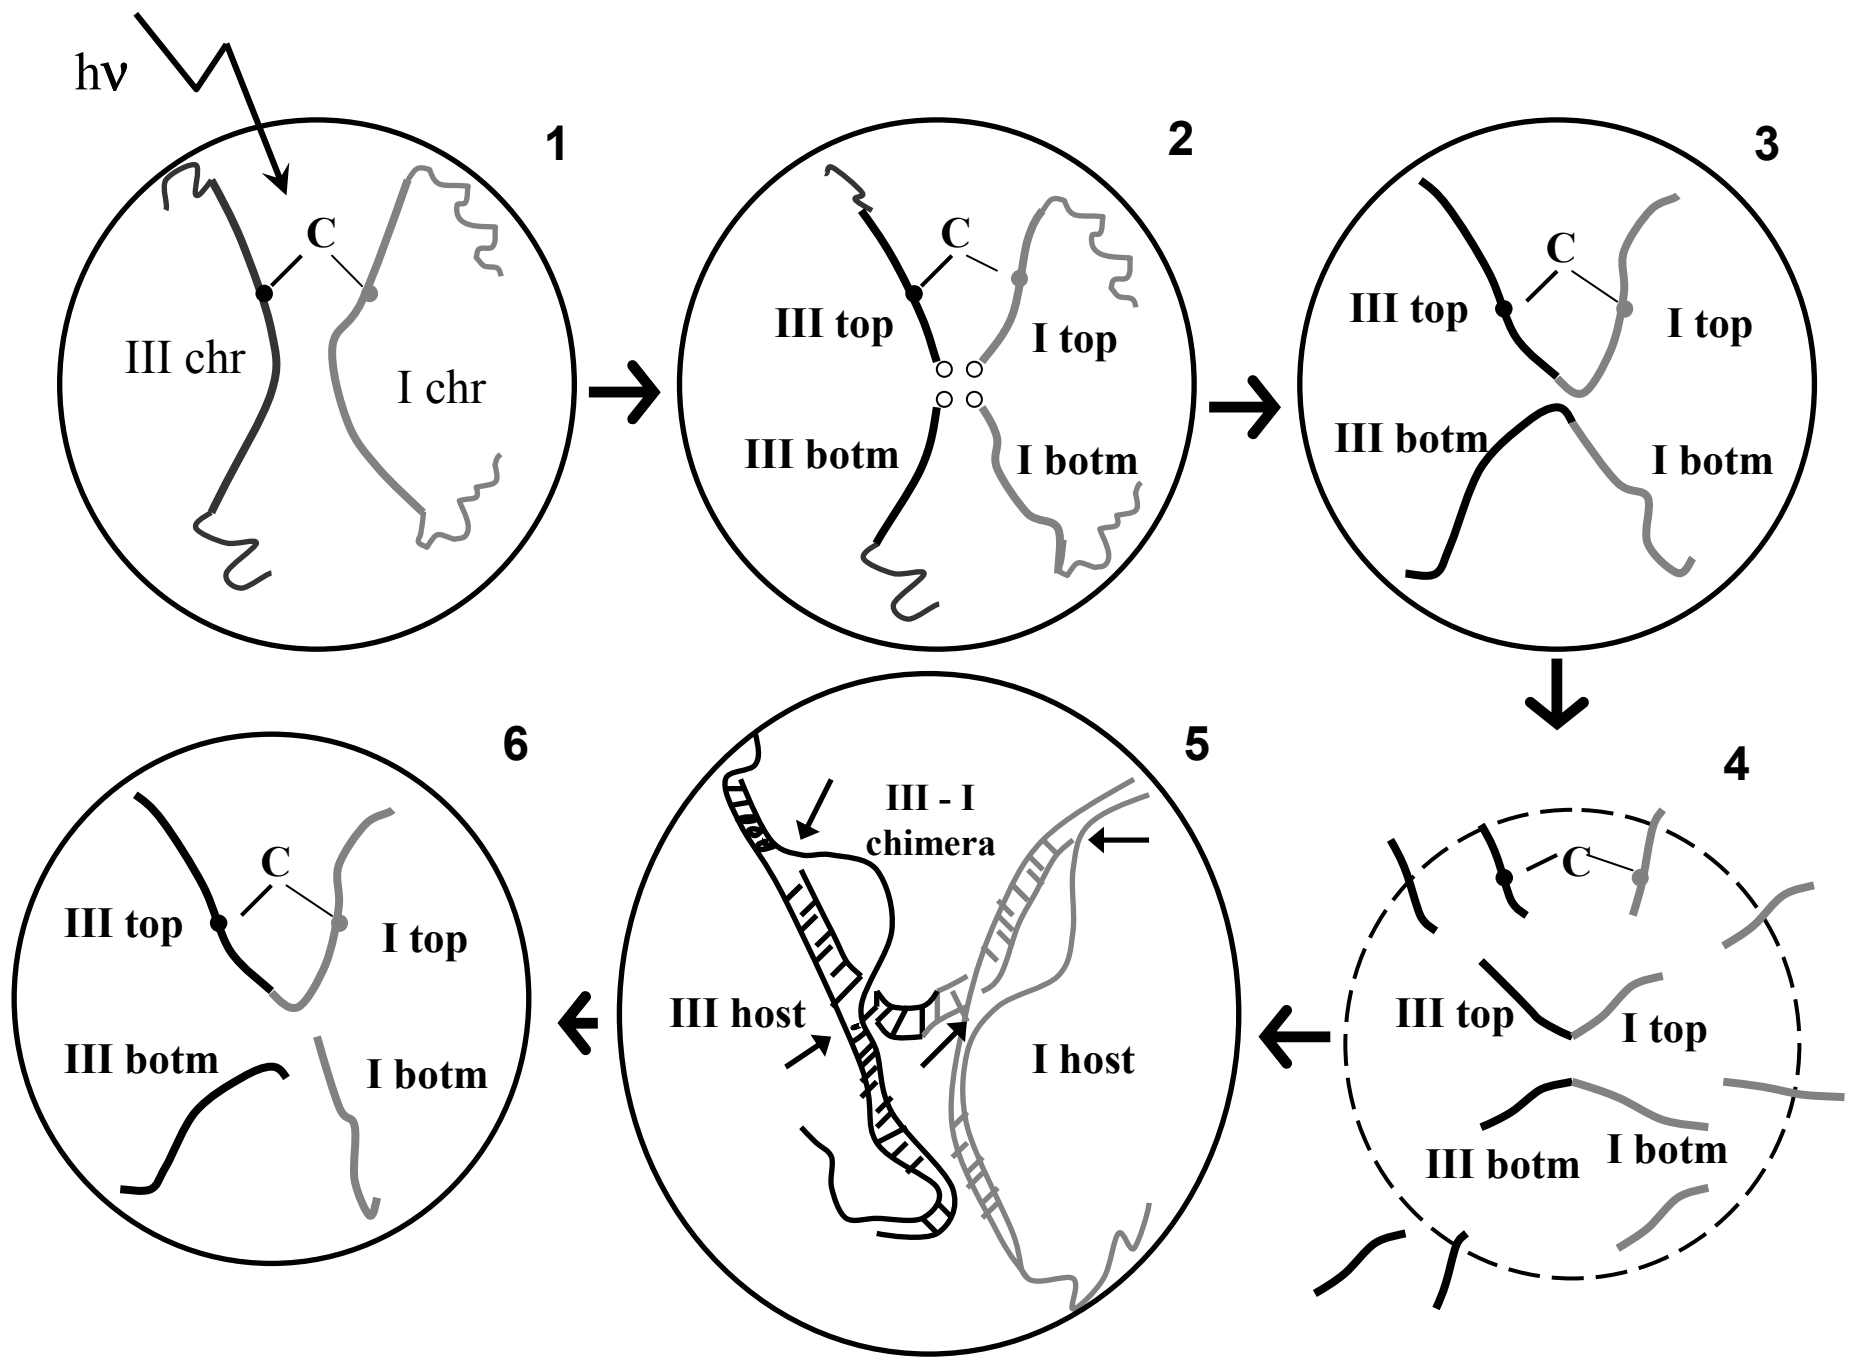 hν
1
C
III chr
I chr
2
C
III top
I top
III botm
I botm
3
C
III top
I top
III botm
I botm
4
C
III top
I top
III botm
I botm
5
III - I
chimera
III host
I host
6
C
III top
I top
III botm
I botm